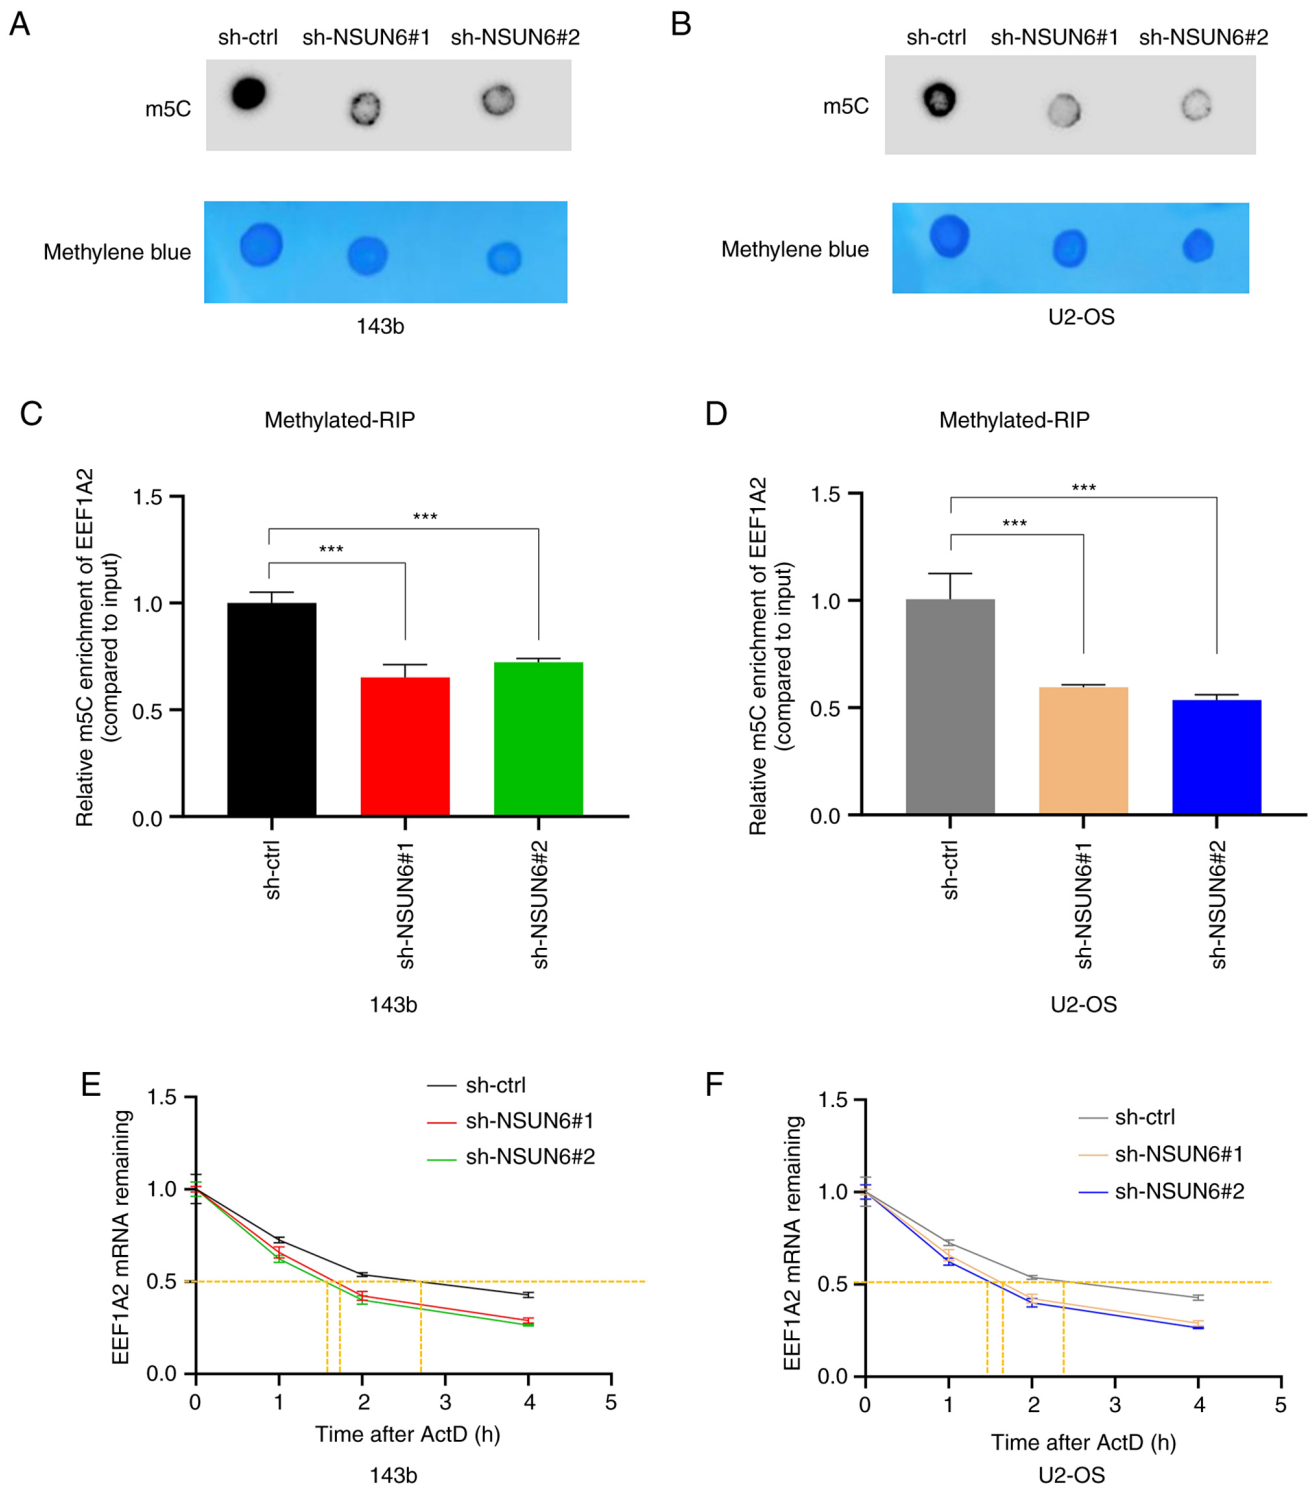 A
sh-ctrl sh-NSUN6#1 sh-NSUN6#2
m5C
Methylene blue
143b
B
sh-ctrl sh-NSUN6#1 sh-NSUN6#2
m5C
Methylene blue
U2-OS
C
Methylated-RIP
Relative m5C enrichment of EEF1A2
(compared to input)
1.5
1.0
0.5
0.0
***
***
sh-ctrl
sh-NSUN6#1
sh-NSUN6#2
143b
D
Methylated-RIP
Relative m5C enrichment of EEF1A2
(compared to input)
1.5
1.0
0.5
0.0
***
***
sh-ctrl
sh-NSUN6#1
sh-NSUN6#2
U2-OS
E
EEF1A2 mRNA remaining
1.5
1.0
0.5
0.0
sh-ctrl
sh-NSUN6#1
sh-NSUN6#2
0 1 2 3 4 5
Time after ActD (h)
143b
F
EEF1A2 mRNA remaining
1.5
1.0
0.5
0.0
sh-ctrl
sh-NSUN6#1
sh-NSUN6#2
0 1 2 3 4 5
Time after ActD (h)
U2-OS